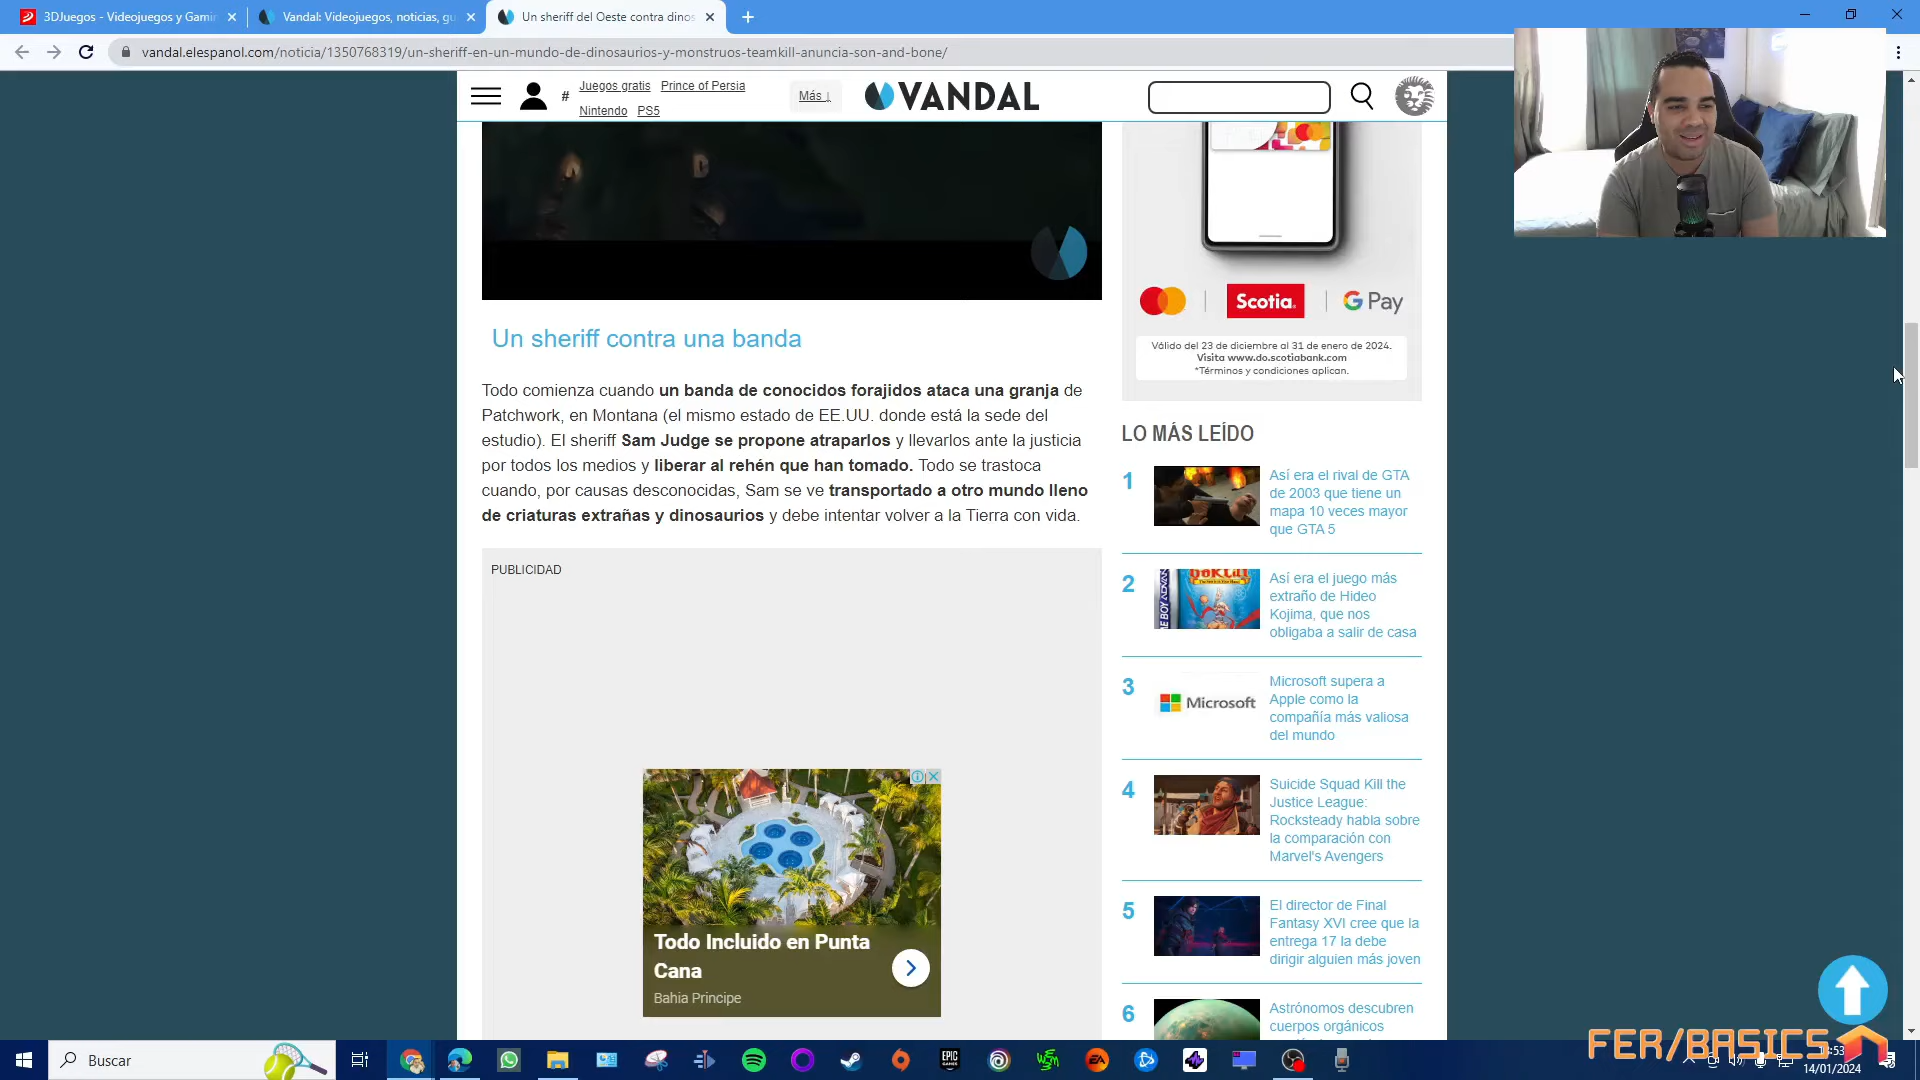 3DJuegos - Videojuegos y Gamin
Vandal: Videojuegos, noticias, gu
Un sheriff del Oeste contra dinos
vandal.elespanol.com/noticia/1350768319/un-sheriff-en-un-mundo-de-dinosaurios-y-monstruos-teamkill-anuncia-son-and-bone/
# Juegos gratis Prince of Persia
Nintendo PS5
Más ↓
VANDAL
Un sheriff contra una banda
Todo comienza cuando un banda de conocidos forajidos ataca una granja de
Patchwork, en Montana (el mismo estado de EE.UU. donde está la sede del
estudio). El sheriff Sam Judge se propone atraparlos y llevarlos ante la justicia
por todos los medios y liberar al rehén que han tomado. Todo se trastoca
cuando, por causas desconocidas, Sam se ve transportado a otro mundo lleno
de criaturas extrañas y dinosaurios y debe intentar volver a la Tierra con vida.
PUBLICIDAD
Todo Incluido en Punta
Cana
Bahia Principe
Scotia.
G Pay
Válido del 23 de diciembre al 31 de enero de 2024.
Visita www.do.scotiabank.com
*Términos y condiciones aplican.
LO MÁS LEÍDO
1
Así era el rival de GTA
de 2003 que tiene un
mapa 10 veces mayor
que GTA 5
2
Así era el juego más
extraño de Hideo
Kojima, que nos
obligaba a salir de casa
3
Microsoft
Microsoft supera a
Apple como la
compañía más valiosa
del mundo
4
Suicide Squad Kill the
Justice League:
Rocksteady habla sobre
la comparación con
Marvel's Avengers
5
El director de Final
Fantasy XVI cree que la
entrega 17 la debe
dirigir alguien más joven
6
Astrónomos descubren
cuerpos orgánicos
FER/BASICS
Buscar
EPIC
GAMES
EA
14/01/2024